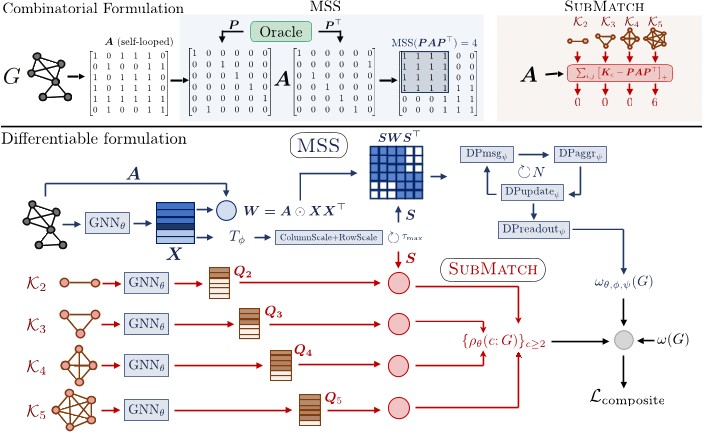 Combinatorial Formulation
MSS
SUBMATCH
G
A (self-looped)
P
Oracle
P⊤
A
MSS(PAP⊤) = 4
K₂ K₃ K₄ K₅
A
∑i,j [Kc − PAP⊤]+
0 0 0 6
Differentiable formulation
MSS
A
GNNθ
X
W = A ⊙ XX⊤
Tϕ
ColumnScale+RowScale
τmax
SWS⊤
S
S
DPmsgψ
DPaggrψ
N
DPupdateψ
DPreadoutψ
SUBMATCH
K₂
GNNθ
Q₂
K₃
GNNθ
Q₃
K₄
GNNθ
Q₄
K₅
GNNθ
Q₅
{ρθ(c; G)}c≥2
ωθ,ϕ,ψ(G)
ω(G)
Lcomposite